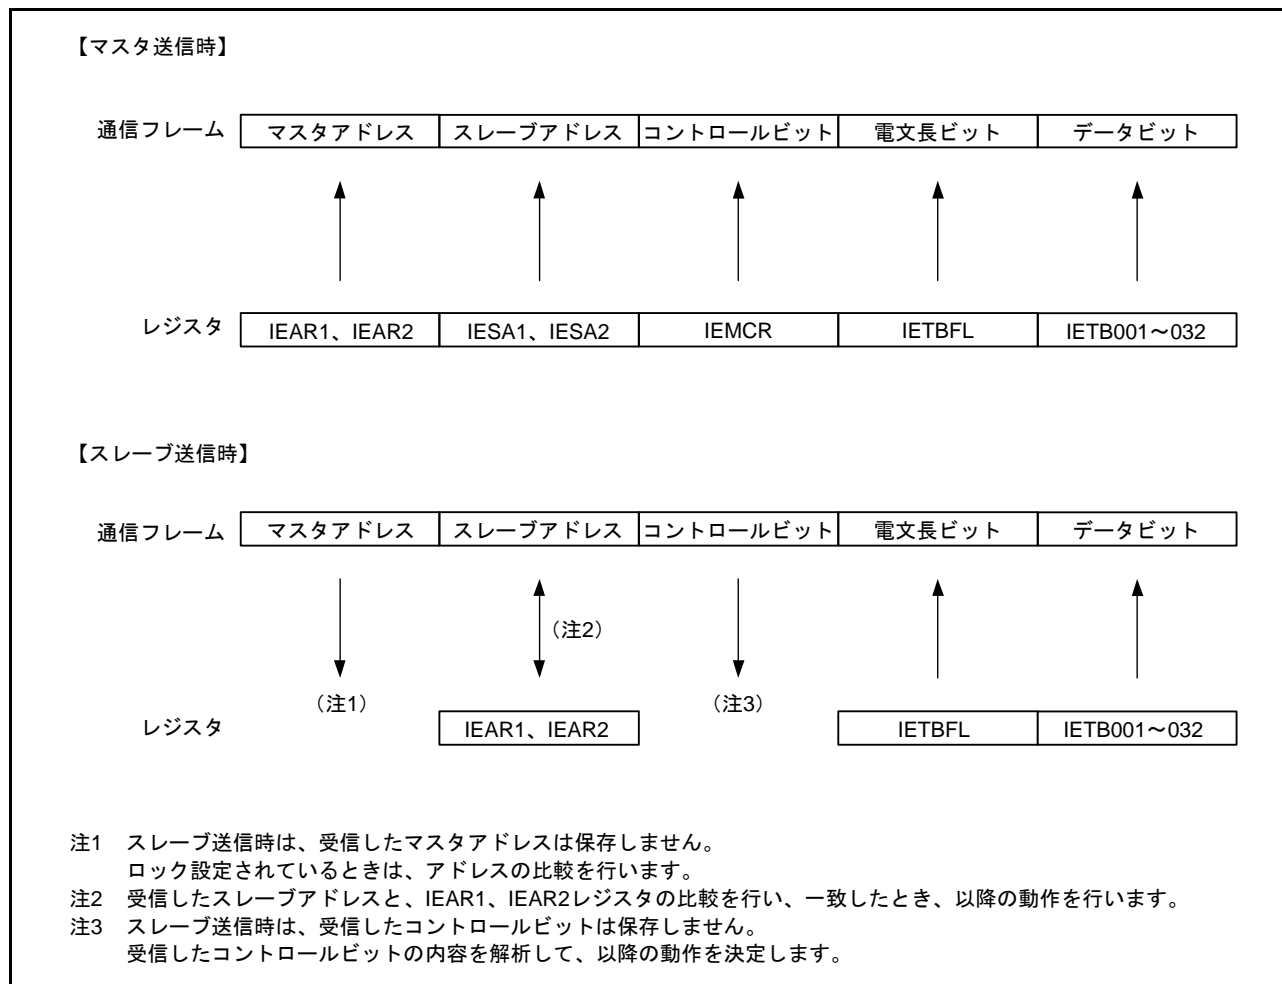 【マスタ送信時】
通信フレーム マスタアドレス スレーブアドレス コントロールビット 電文長ビット データビット
レジスタ IEAR1、IEAR2 IESA1、IESA2 IEMCR IETBFL IETB001～032
【スレーブ送信時】
通信フレーム マスタアドレス スレーブアドレス コントロールビット 電文長ビット データビット
（注2）
（注1） （注3）
レジスタ IEAR1、IEAR2 IETBFL IETB001～032
注1 スレーブ送信時は、受信したマスタアドレスは保存しません。
ロック設定されているときは、アドレスの比較を行います。
注2 受信したスレーブアドレスと、IEAR1、IEAR2レジスタの比較を行い、一致したとき、以降の動作を行います。
注3 スレーブ送信時は、受信したコントロールビットは保存しません。
受信したコントロールビットの内容を解析して、以降の動作を決定します。